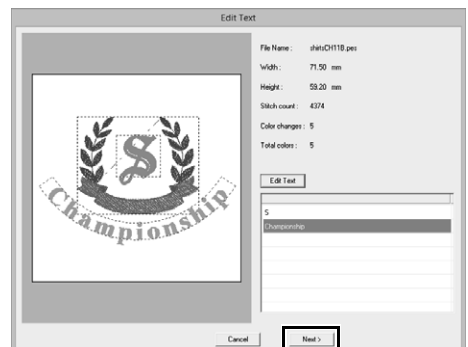 Edit Text
File Name : shirtsCH11B.pes
Width : 71.50 mm
Height : 59.20 mm
Stitch count : 4374
Color changes : 5
Total colors : 5
Edit Text
S
Championship
S
Championship
Cancel
Next >